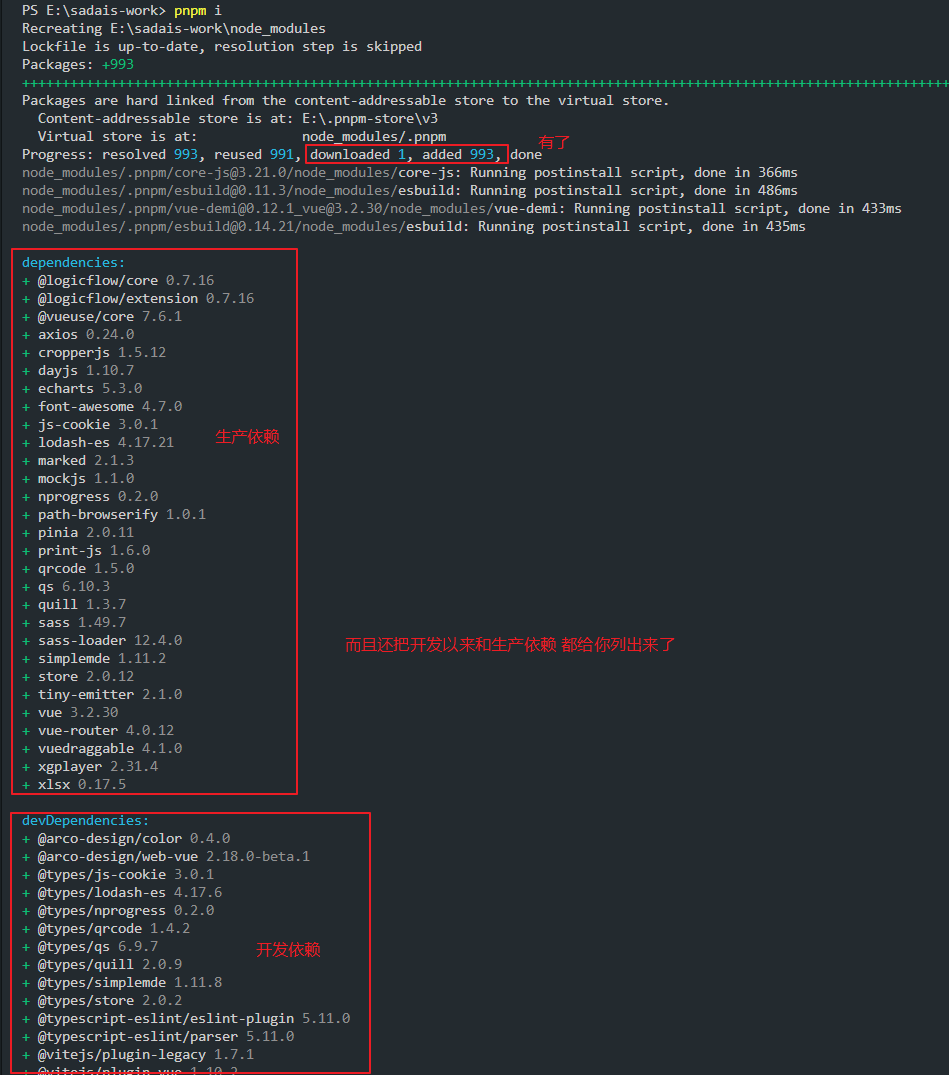 PS E:\sadais-work> pnpm i
Recreating E:\sadais-work\node_modules
Lockfile is up-to-date, resolution step is skipped
Packages: +993
++++++++++++++++++++++++++++++++++++++++++++++++++++++++++++++++++++++++++++++++++++++++++++++++++++++++++++++++++++
Packages are hard linked from the content-addressable store to the virtual store.
Content-addressable store is at: E:\.pnpm-store\v3
Virtual store is at: node_modules/.pnpm
有了
Progress: resolved 993, reused 991, downloaded 1, added 993, done
node_modules/.pnpm/core-js@3.21.0/node_modules/core-js: Running postinstall script, done in 366ms
node_modules/.pnpm/esbuild@0.11.3/node_modules/esbuild: Running postinstall script, done in 486ms
node_modules/.pnpm/vue-demi@0.12.1_vue@3.2.30/node_modules/vue-demi: Running postinstall script, done in 433ms
node_modules/.pnpm/esbuild@0.14.21/node_modules/esbuild: Running postinstall script, done in 435ms
dependencies:
+ @logicflow/core 0.7.16
+ @logicflow/extension 0.7.16
+ @vueuse/core 7.6.1
+ axios 0.24.0
+ cropperjs 1.5.12
+ dayjs 1.10.7
+ echarts 5.3.0
+ font-awesome 4.7.0
+ js-cookie 3.0.1
生产依赖
+ lodash-es 4.17.21
+ marked 2.1.3
+ mockjs 1.1.0
+ nprogress 0.2.0
+ path-browserify 1.0.1
+ pinia 2.0.11
+ print-js 1.6.0
+ qrcode 1.5.0
+ qs 6.10.3
+ quill 1.3.7
+ sass 1.49.7
+ sass-loader 12.4.0
而且还把开发以来和生产依赖 都给你列出来了
+ simplemde 1.11.2
+ store 2.0.12
+ tiny-emitter 2.1.0
+ vue 3.2.30
+ vue-router 4.0.12
+ vuedraggable 4.1.0
+ xgplayer 2.31.4
+ xlsx 0.17.5
devDependencies:
+ @arco-design/color 0.4.0
+ @arco-design/web-vue 2.18.0-beta.1
+ @types/js-cookie 3.0.1
+ @types/lodash-es 4.17.6
+ @types/nprogress 0.2.0
+ @types/qrcode 1.4.2
+ @types/qs 6.9.7
开发依赖
+ @types/quill 2.0.9
+ @types/simplemde 1.11.8
+ @types/store 2.0.2
+ @typescript-eslint/eslint-plugin 5.11.0
+ @typescript-eslint/parser 5.11.0
+ @vitejs/plugin-legacy 1.7.1
+ @vitejs/plugin-vue 1.10.2